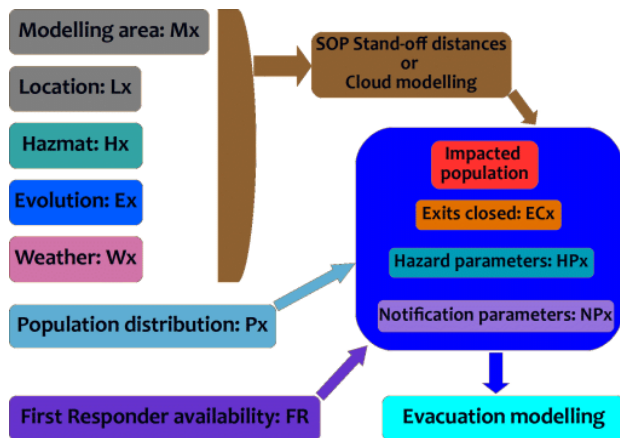 Modelling area: Mx
Location: Lx
Hazmat: Hx
Evolution: Ex
Weather: Wx
Population distribution: Px
First Responder availability: FR
SOP Stand-off distances
or
Cloud modelling
Impacted
population
Exits closed: ECx
Hazard parameters: HPx
Notification parameters: NPx
Evacuation modelling